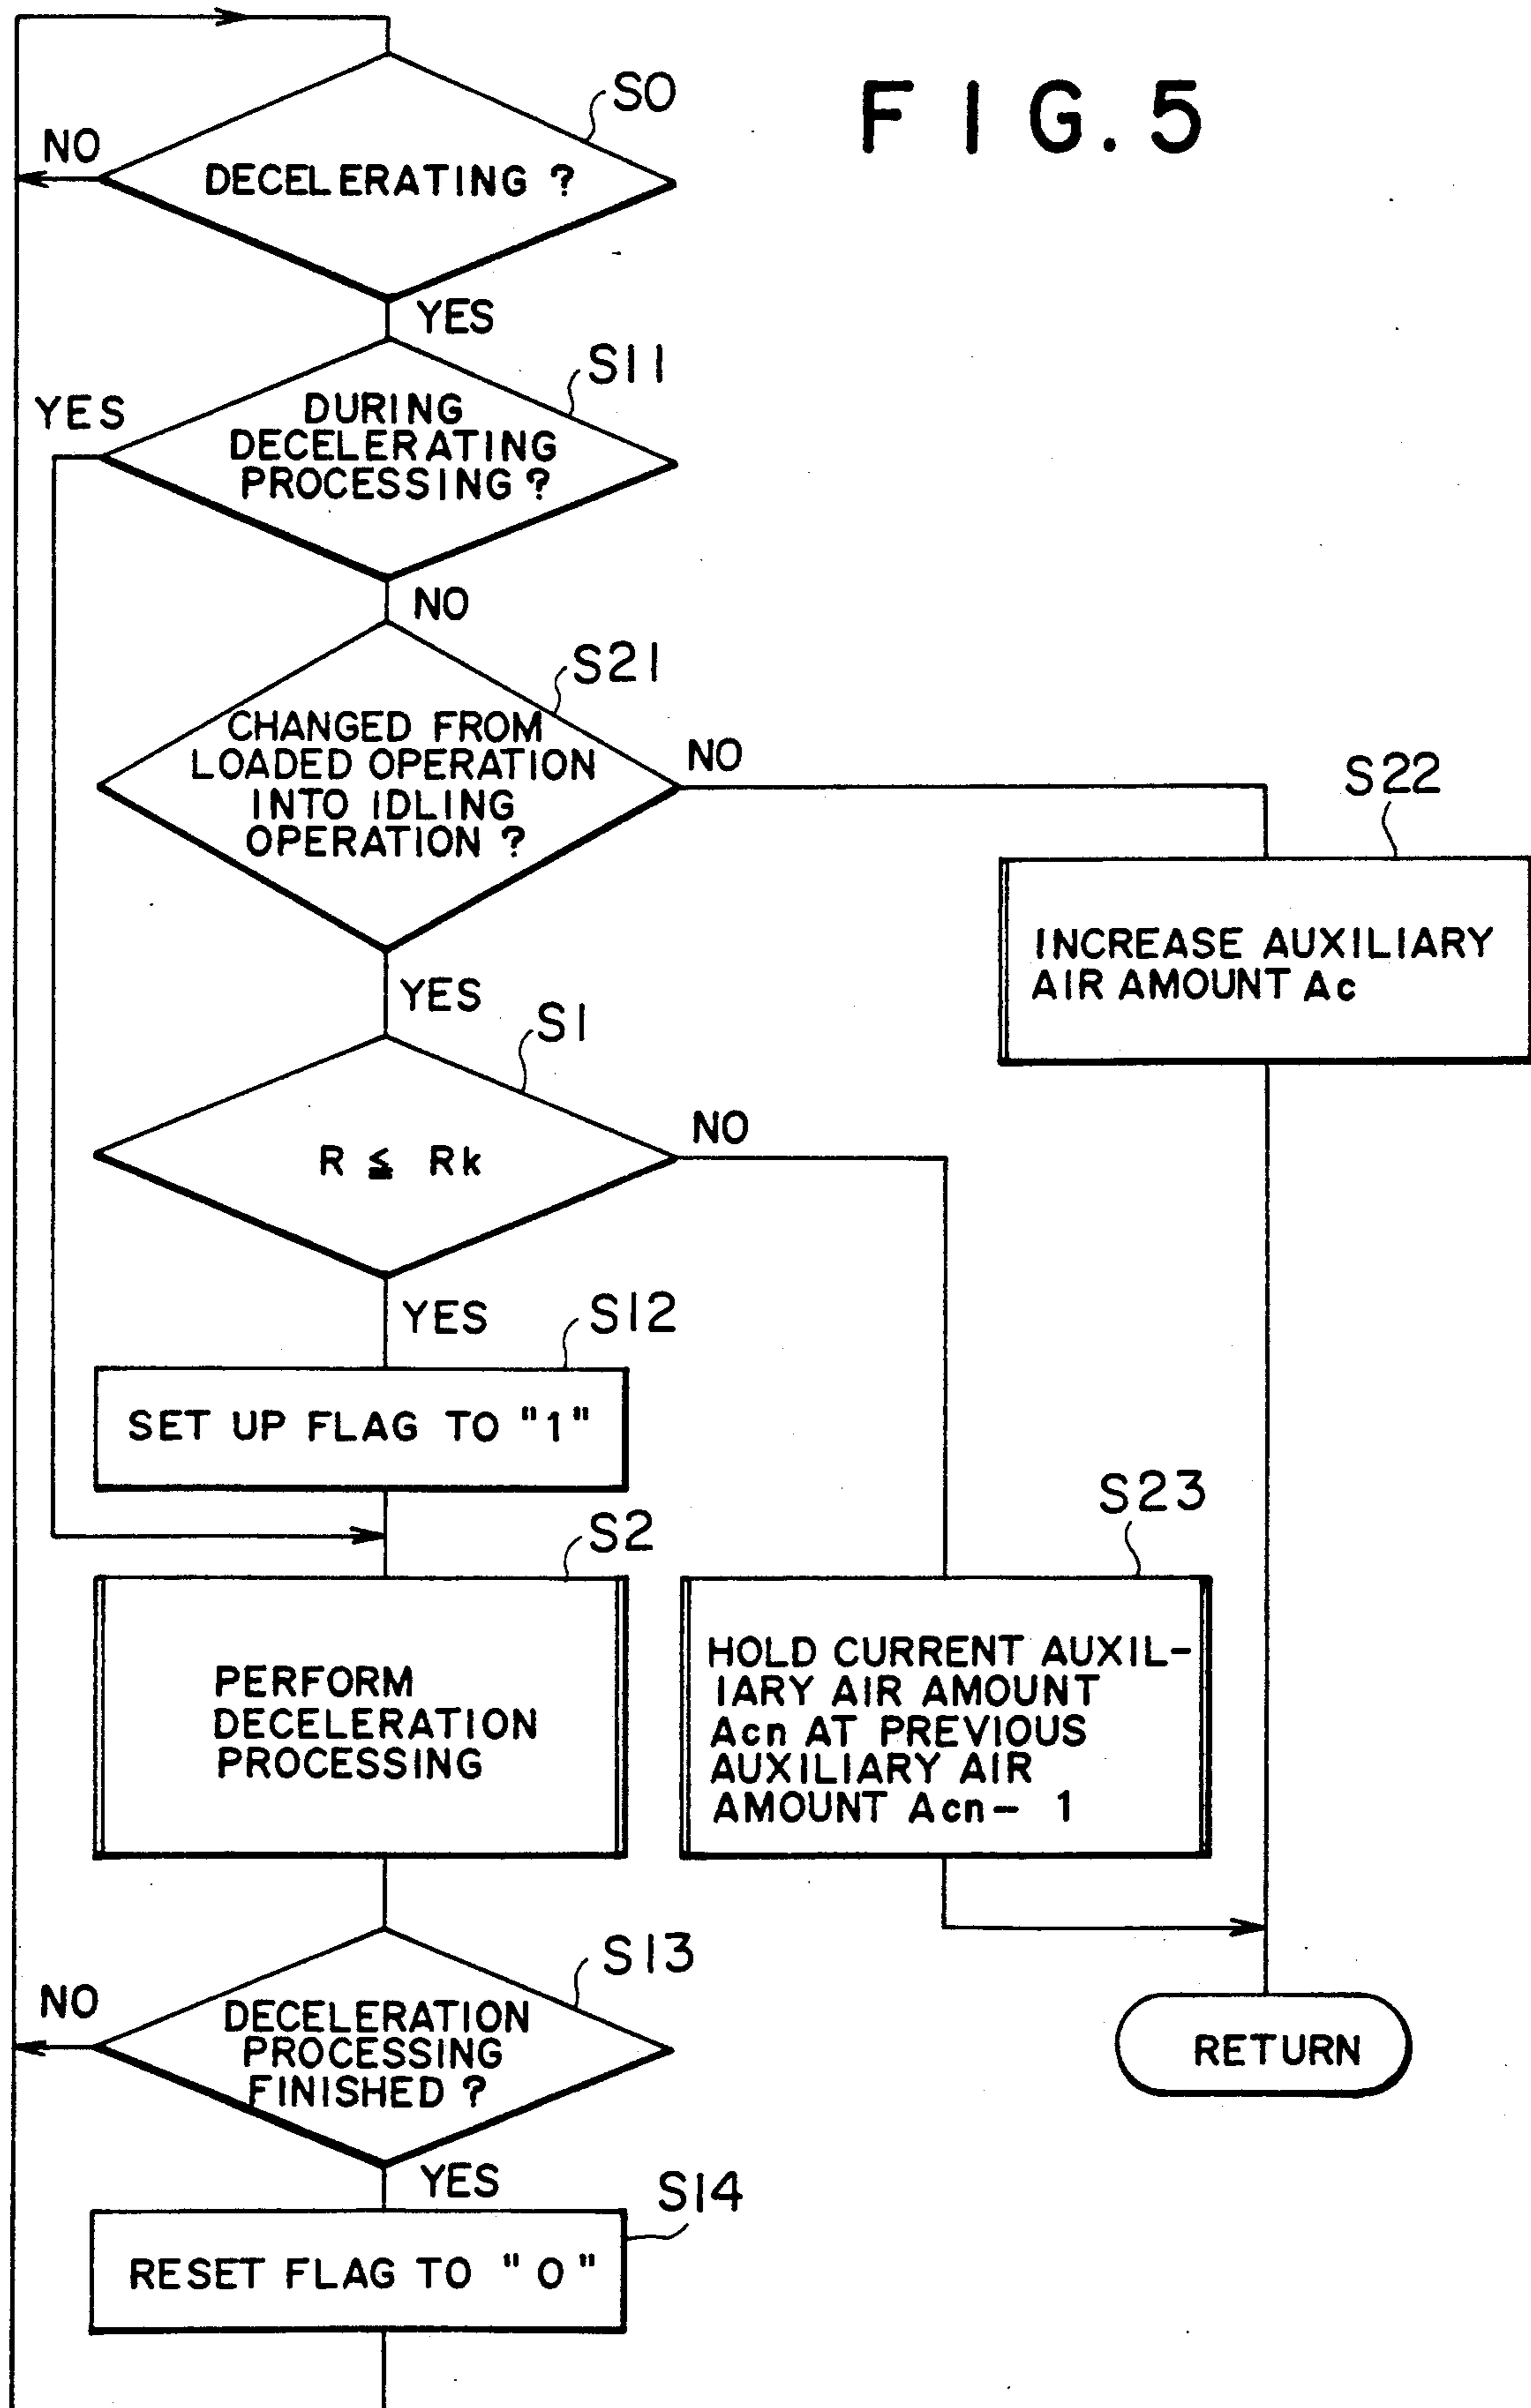 FIG. 5
S0
NO
DECELERATING ?
YES
S11
YES
DURING
DECELERATING
PROCESSING ?
NO
S21
CHANGED FROM
LOADED OPERATION
INTO IDLING
OPERATION ?
NO
S22
INCREASE AUXILIARY
AIR AMOUNT Ac
YES
S1
NO
R ≦ Rk
YES
S12
SET UP FLAG TO "1"
S2
S23
PERFORM
DECELERATION
PROCESSING
HOLD CURRENT AUXIL-
IARY AIR AMOUNT
Acn AT PREVIOUS
AUXILIARY AIR
AMOUNT Acn- 1
S13
NO
DECELERATION
PROCESSING
FINISHED ?
RETURN
YES
S14
RESET FLAG TO "0"